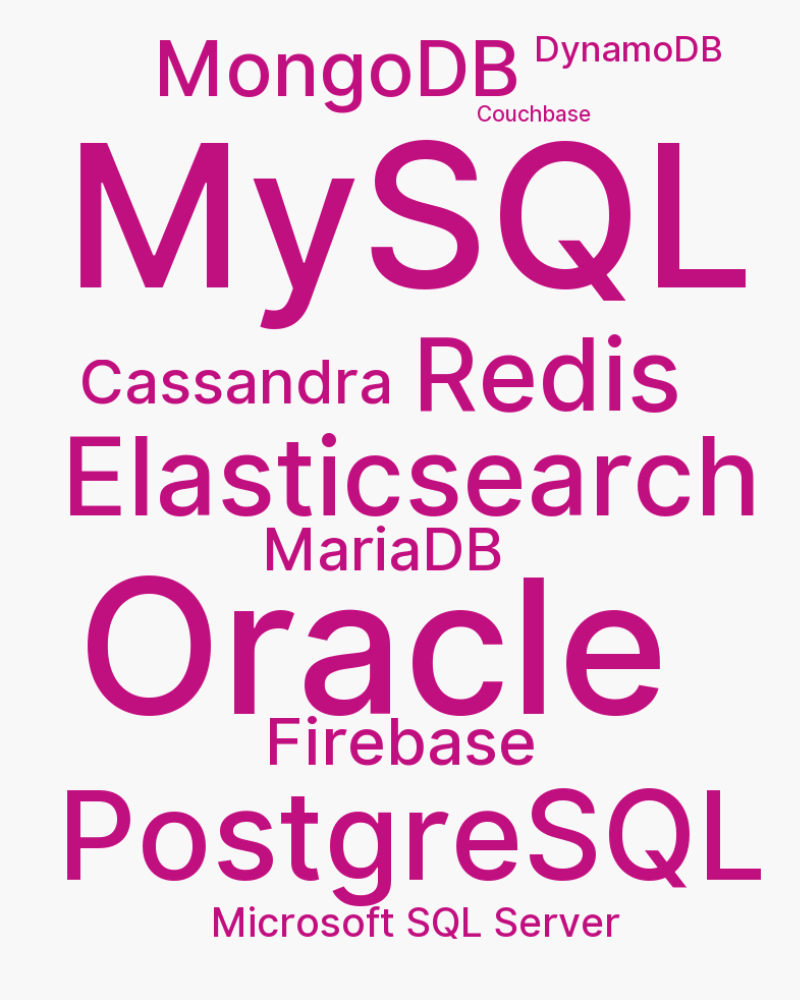 MongoDB DynamoDB
Couchbase
MySQL
Cassandra Redis
Elasticsearch
MariaDB
Oracle
Firebase
PostgreSQL
Microsoft SQL Server